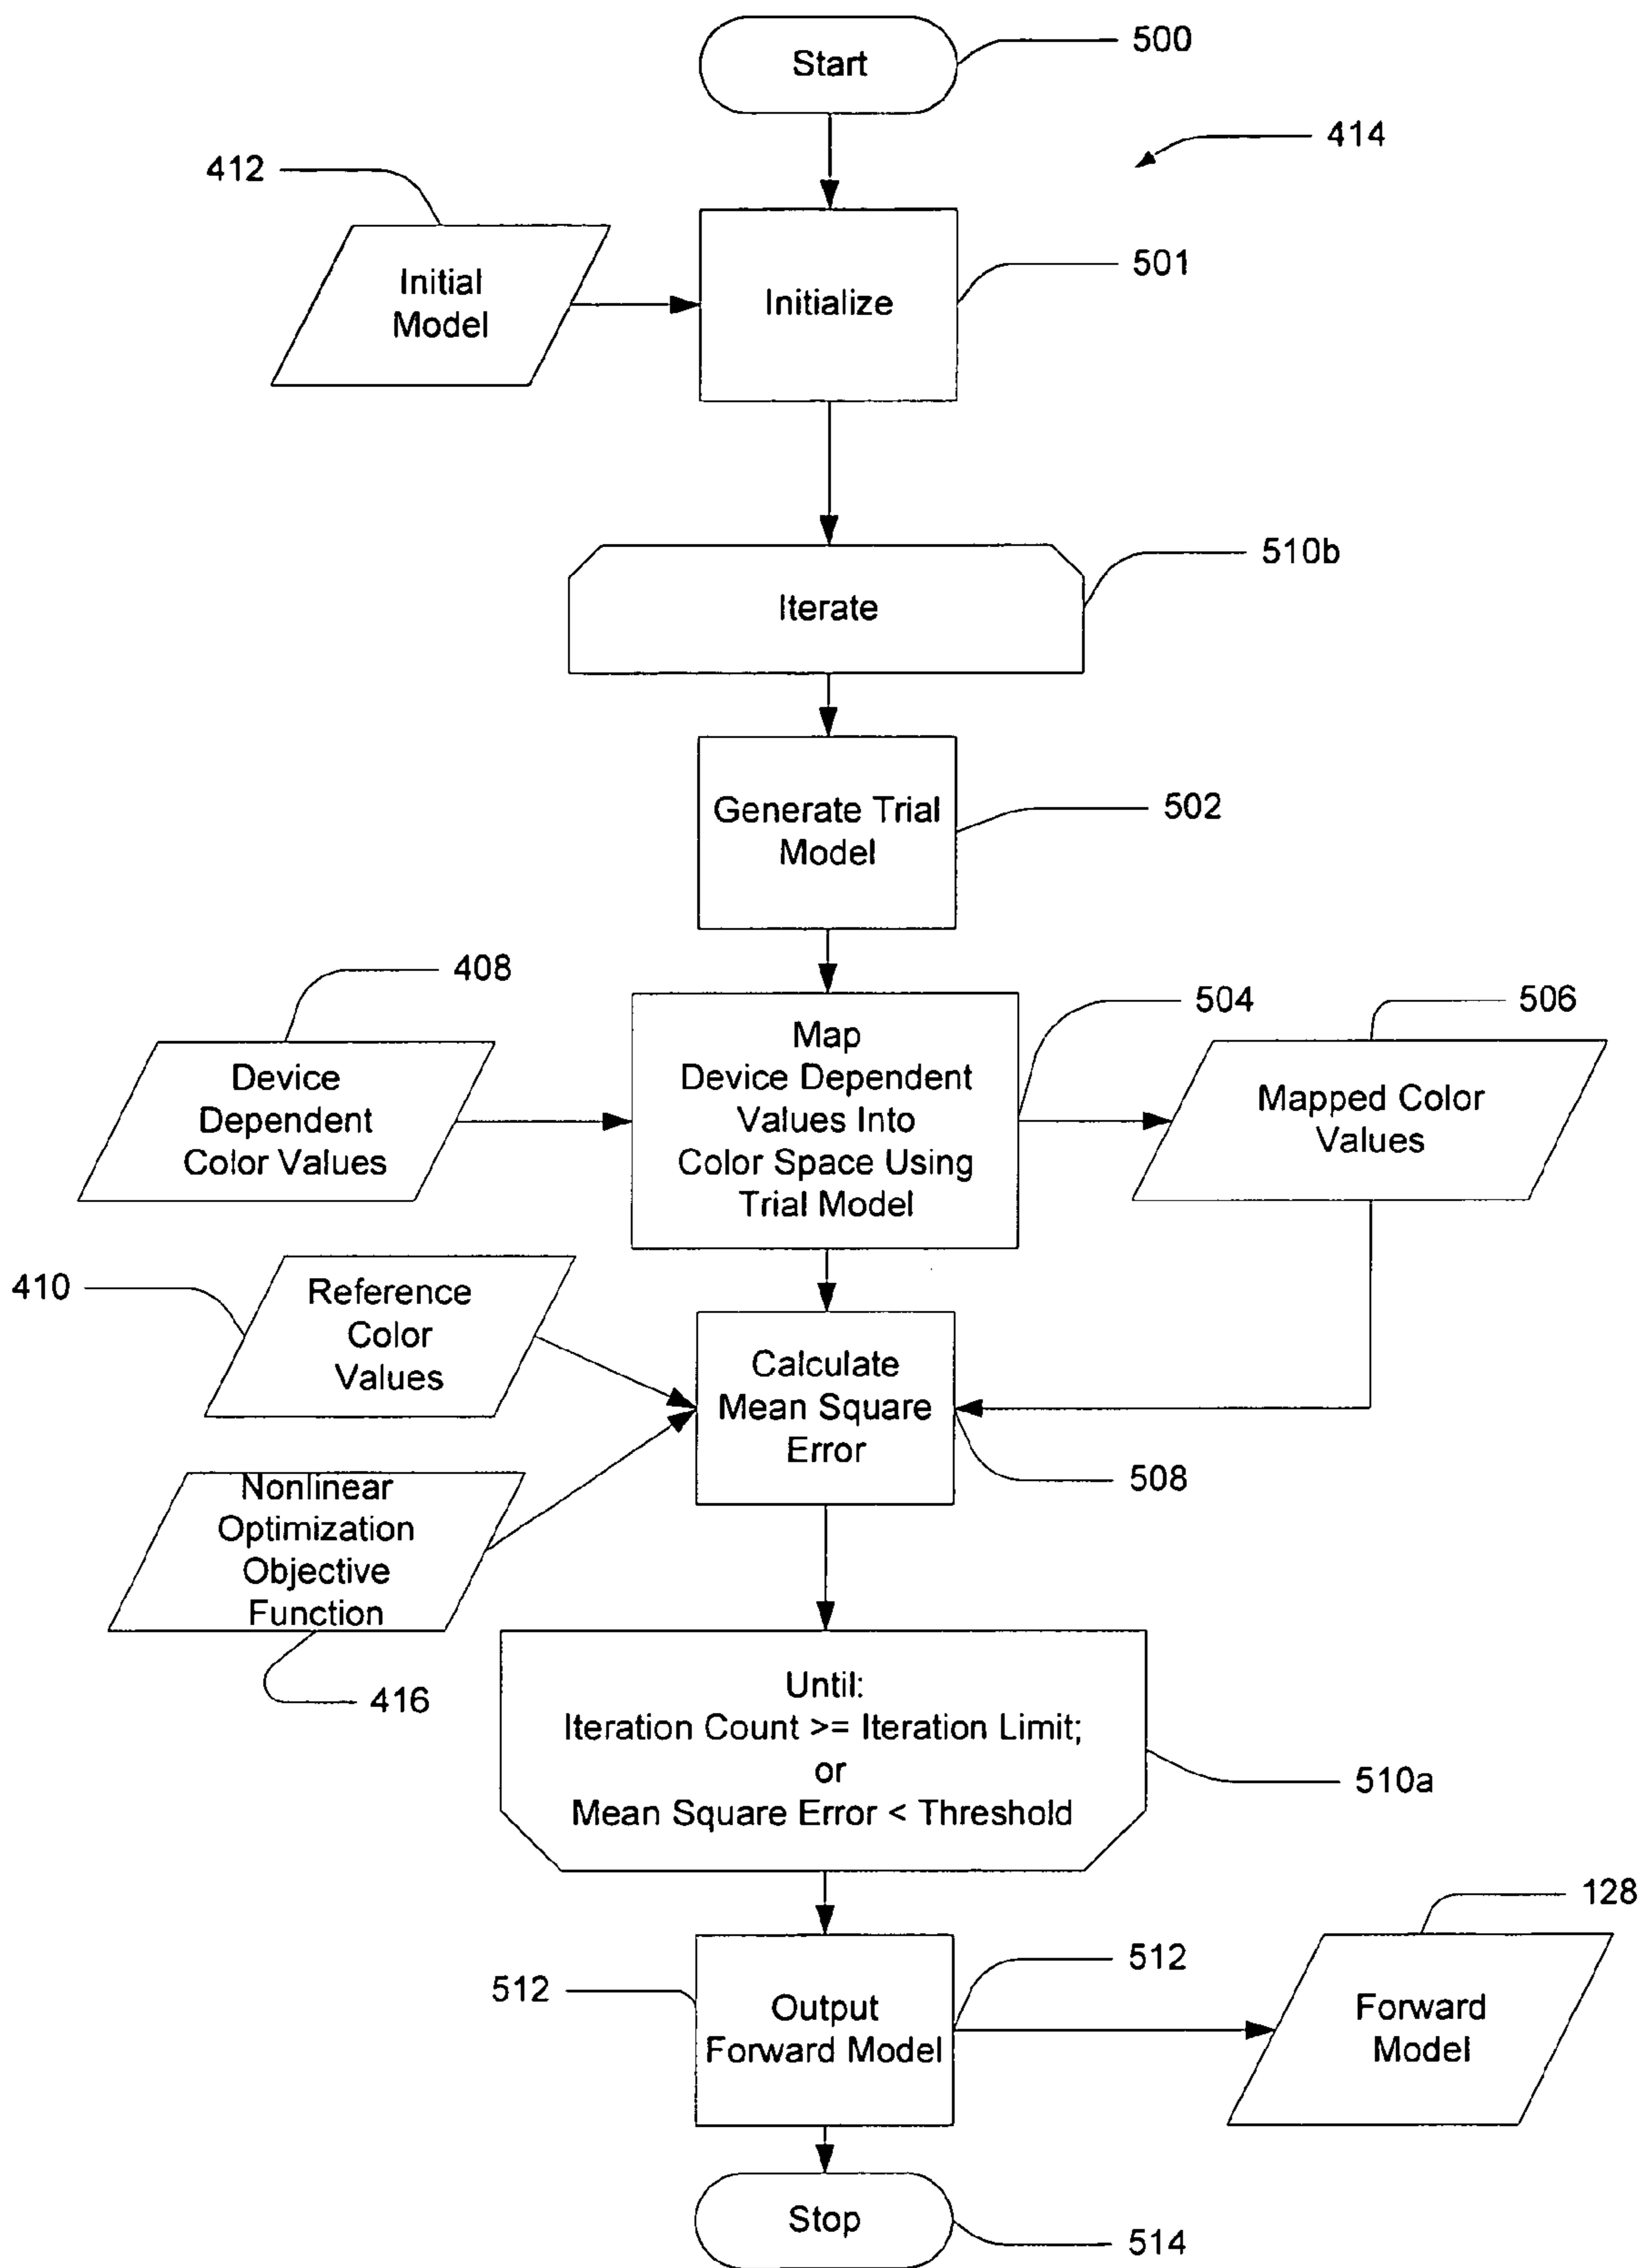 Start
500
414
412
Initial
Model
Initialize
501
510b
Iterate
Generate Trial
Model
502
408
Device
Dependent
Color Values
Map
Device Dependent
Values Into
Color Space Using
Trial Model
504
506
Mapped Color
Values
410
Reference
Color
Values
Calculate
Mean Square
Error
508
Nonlinear
Optimization
Objective
Function
416
Until:
Iteration Count >= Iteration Limit;
or
Mean Square Error < Threshold
510a
128
512
Output
Forward Model
512
Forward
Model
Stop
514